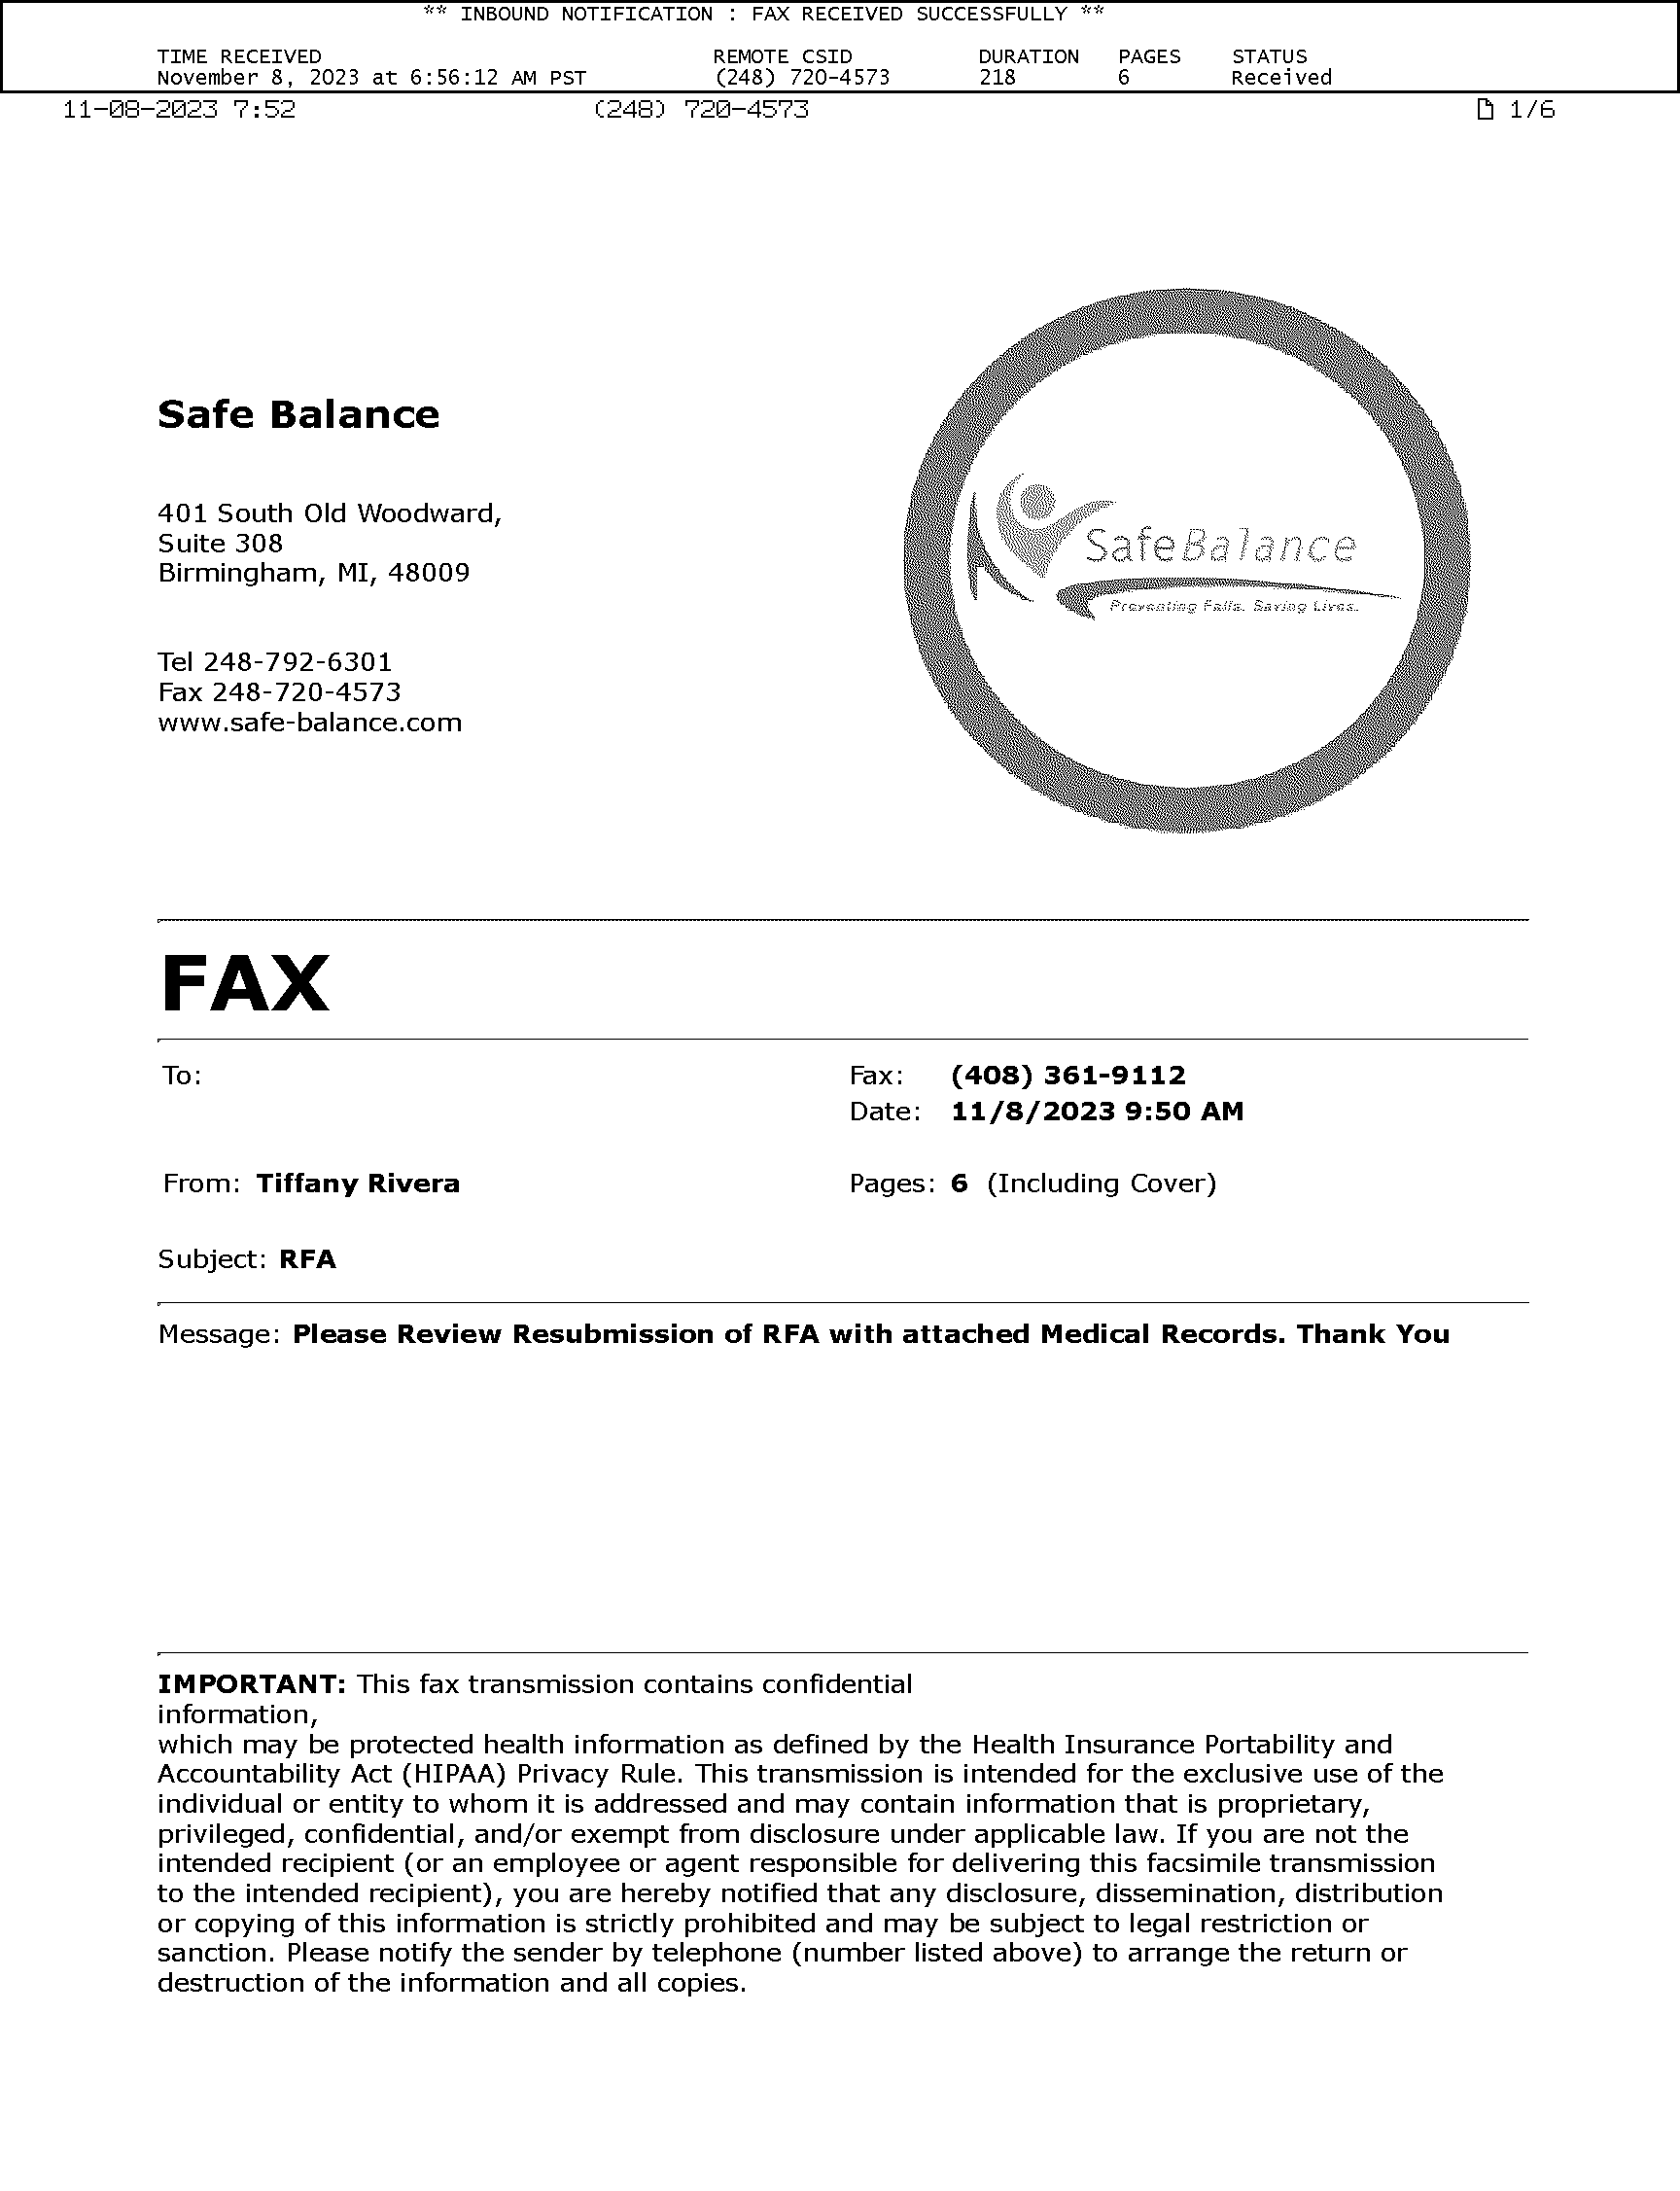 ** INBOUND NOTIFICATION : FAX RECEIVED SUCCESSFULLY **
TIME RECEIVED REMOTE CSID DURATION PAGES STATUS
November 8, 2023 at 6:56:12 AM PST (248) 720-4573 218 6 Received
11-08-2023 7:52 (248) 720-4573 1/6
Safe Balance
401 South Old Woodward,
Suite 308
Birmingham, MI, 48009
Tel 248-792-6301
Fax 248-720-4573
www.safe-balance.com
SafeBalance
Preventing Falls. Saving Lives.
FAX
To: Fax: (408) 361-9112
Date: 11/8/2023 9:50 AM
From: Tiffany Rivera Pages: 6 (Including Cover)
Subject: RFA
Message: Please Review Resubmission of RFA with attached Medical Records. Thank You
IMPORTANT: This fax transmission contains confidential
information,
which may be protected health information as defined by the Health Insurance Portability and
Accountability Act (HIPAA) Privacy Rule. This transmission is intended for the exclusive use of the
individual or entity to whom it is addressed and may contain information that is proprietary,
privileged, confidential, and/or exempt from disclosure under applicable law. If you are not the
intended recipient (or an employee or agent responsible for delivering this facsimile transmission
to the intended recipient), you are hereby notified that any disclosure, dissemination, distribution
or copying of this information is strictly prohibited and may be subject to legal restriction or
sanction. Please notify the sender by telephone (number listed above) to arrange the return or
destruction of the information and all copies.